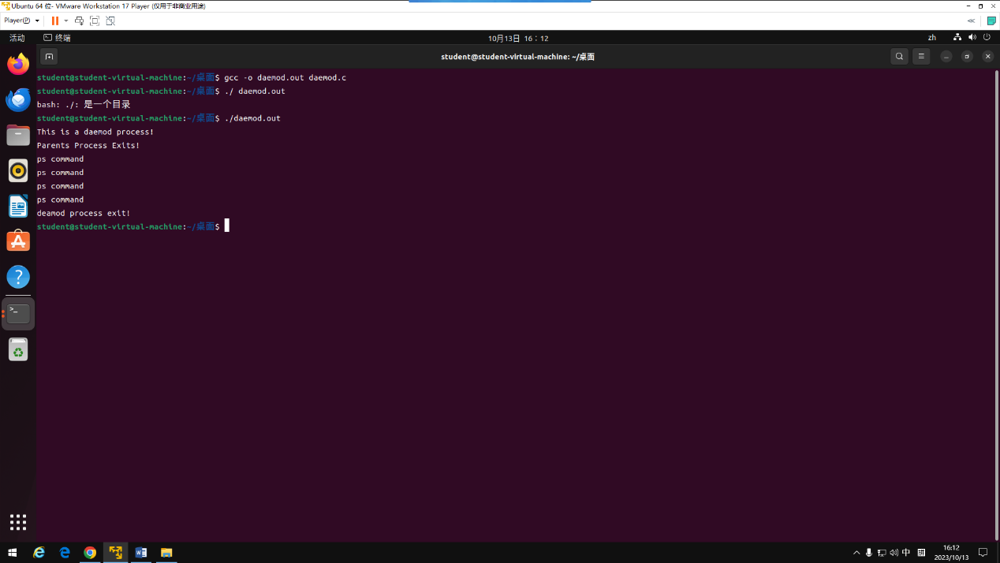 Ubuntu 64 位- VMware Workstation 17 Player (仅用于非商业用途)
Player(P)
活动
终端
10月13日 16：12
zh
student@student-virtual-machine: ~/桌面
student@student-virtual-machine:~/桌面$ gcc -o daemod.out daemod.c
student@student-virtual-machine:~/桌面$ ./ daemod.out
bash: ./: 是一个目录
student@student-virtual-machine:~/桌面$ ./daemod.out
This is a daemod process!
Parents Process Exits!
ps command
ps command
ps command
ps command
deamod process exit!
student@student-virtual-machine:~/桌面$
中
16:12
2023/10/13